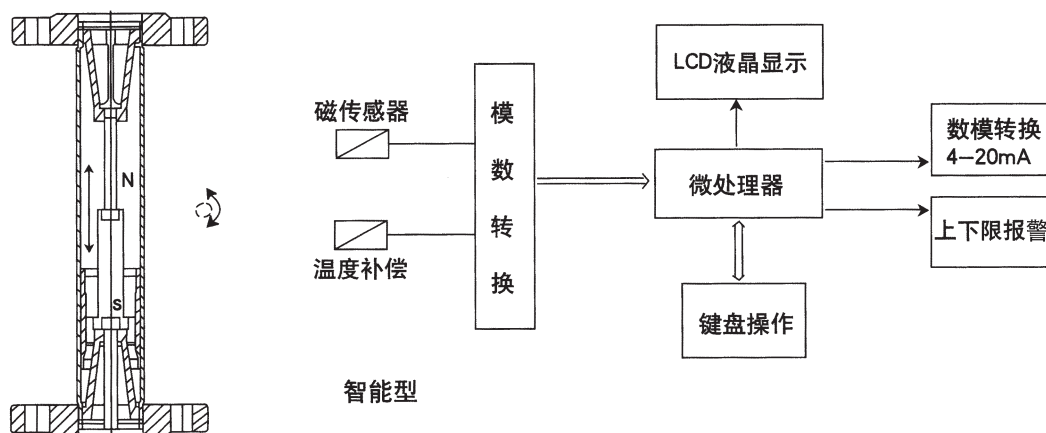 N
S
磁传感器
温度补偿
模数转换
LCD液晶显示
微处理器
键盘操作
数模转换
4-20mA
上下限报警
智能型